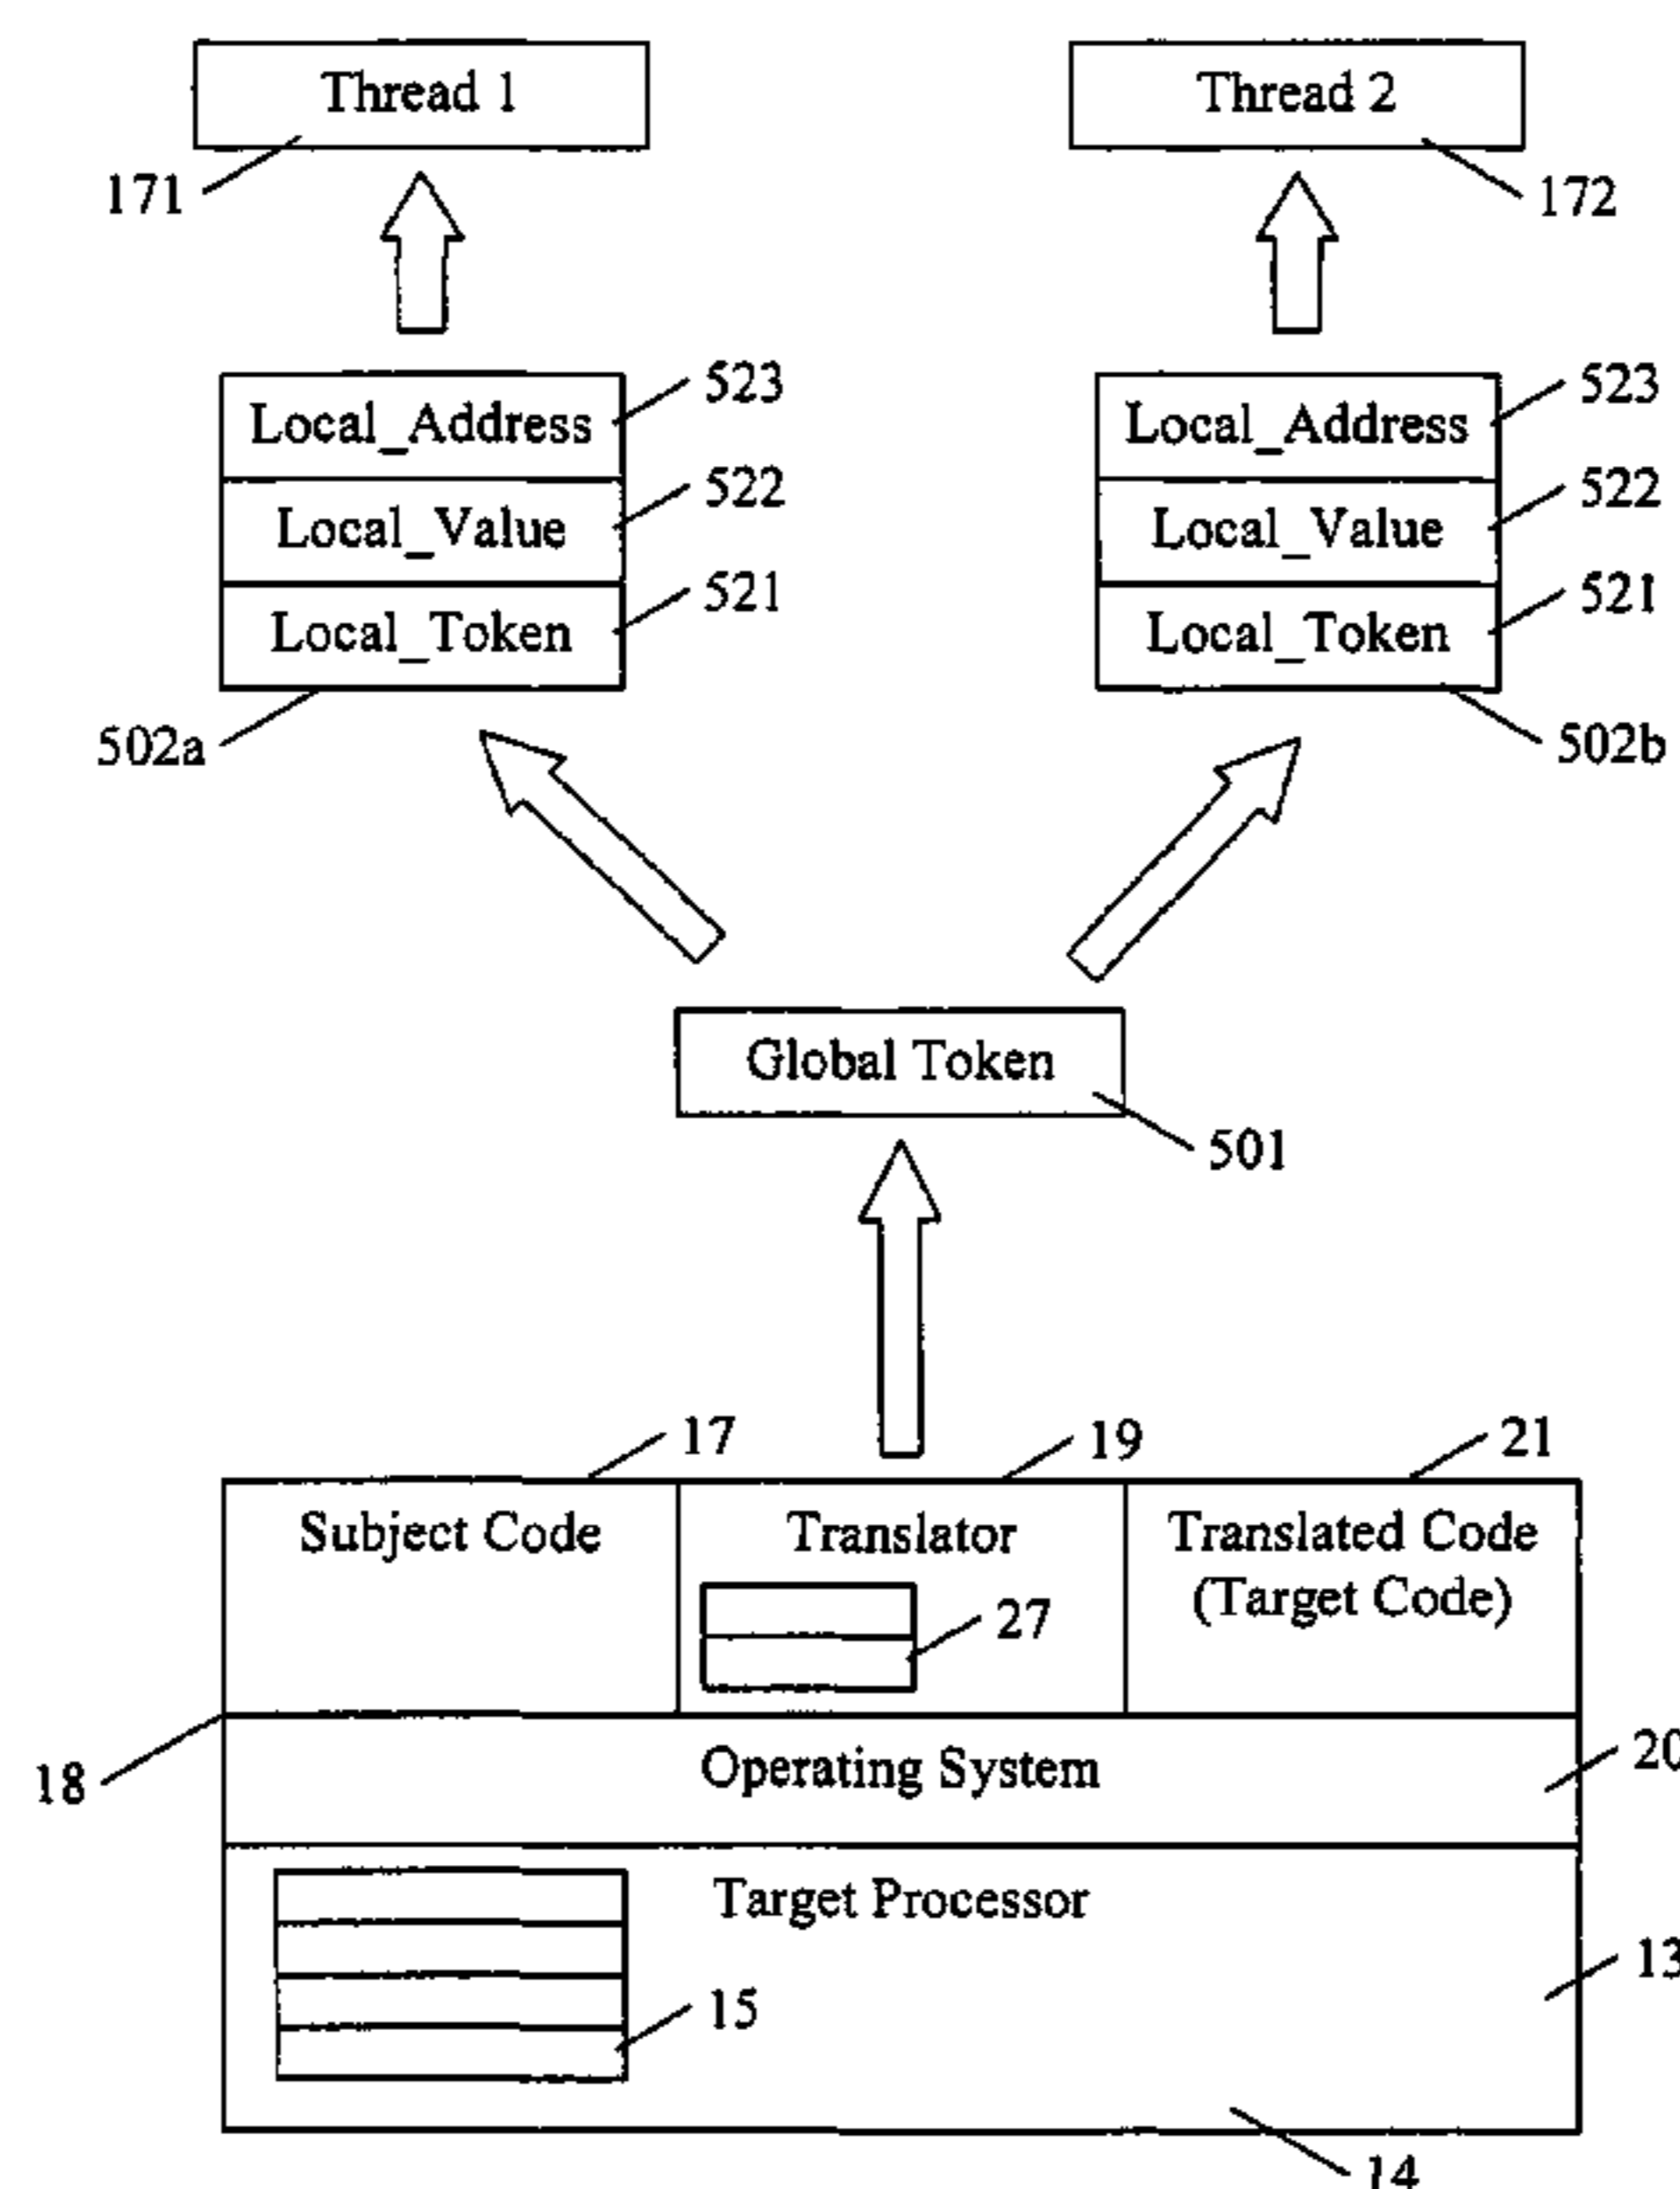 Thread 1
Thread 2
171
172
Local_Address
523
Local_Address
523
Local_Value
522
Local_Value
522
Local_Token
521
Local_Token
521
502a
502b
Global Token
501
17
19
21
Subject Code
Translator
Translated Code
(Target Code)
27
18
Operating System
20
Target Processor
13
15
14